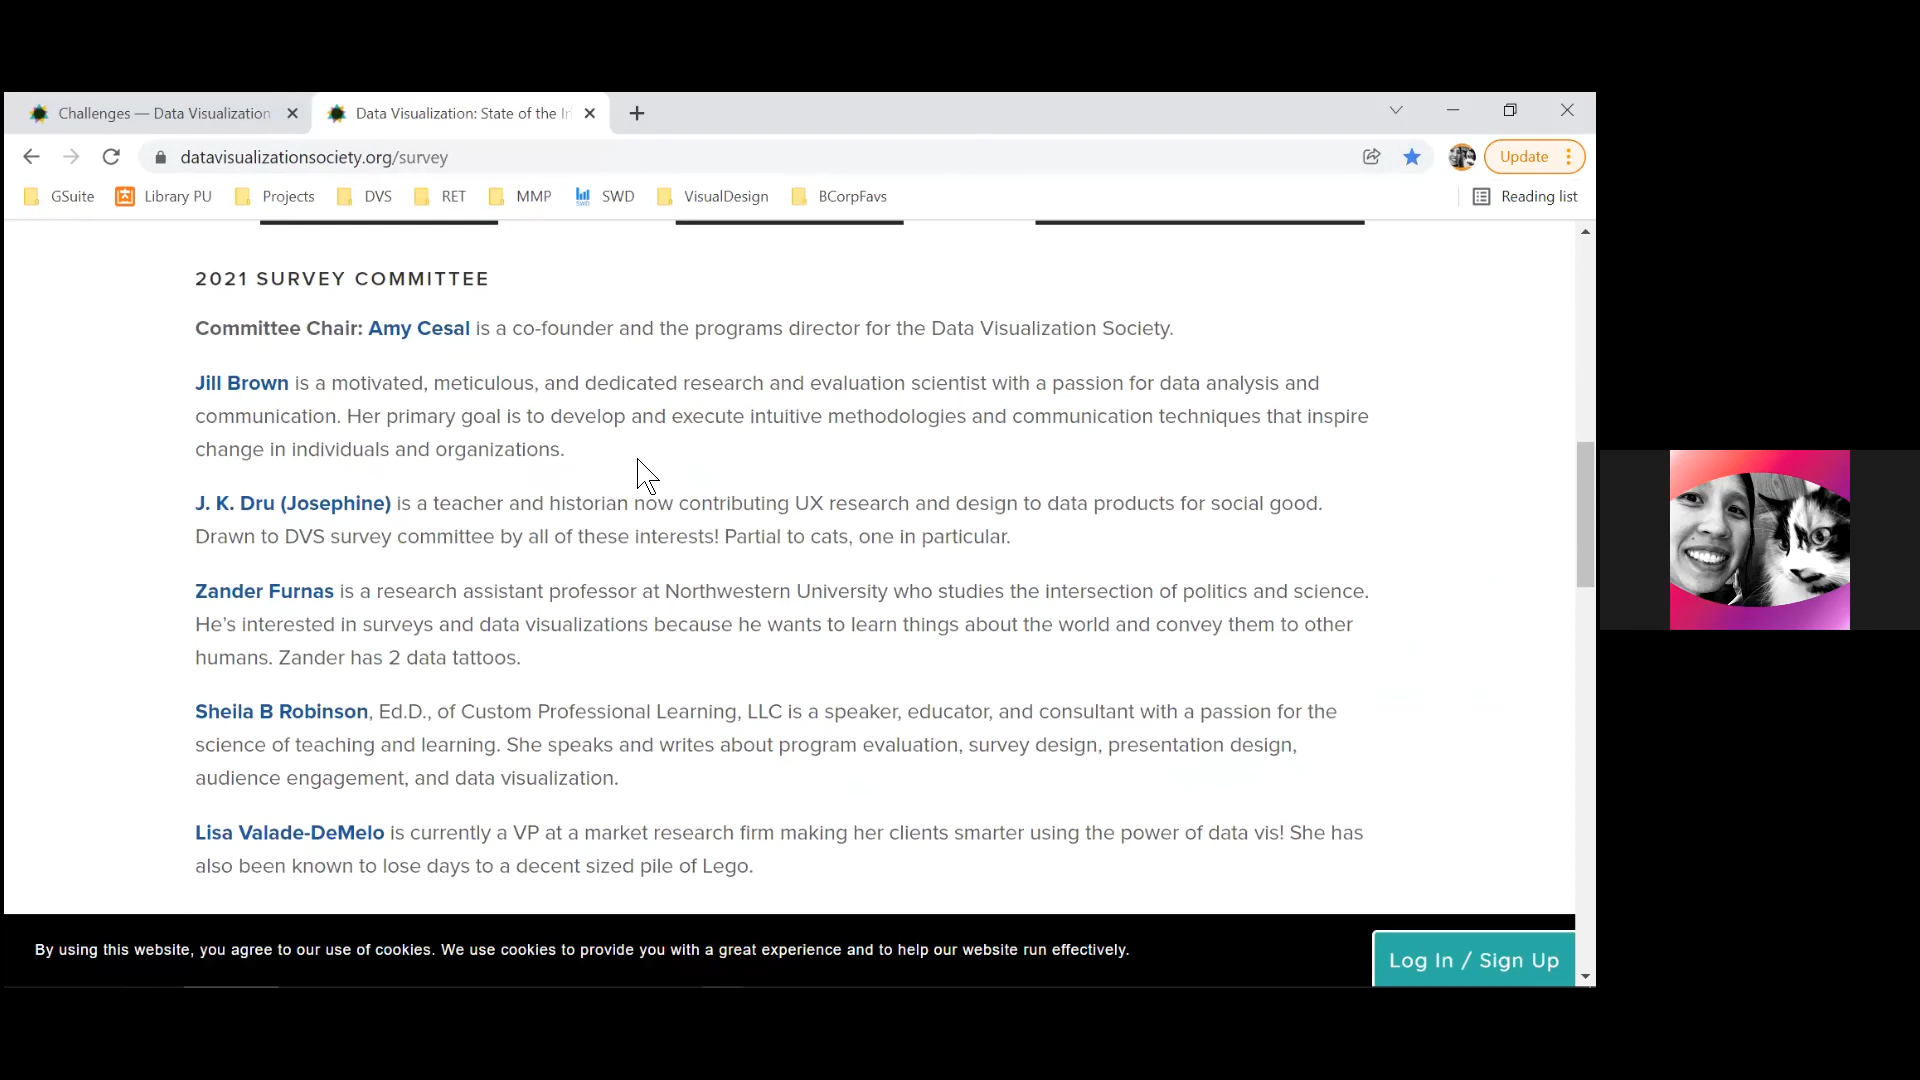 Challenges — Data Visualization
Data Visualization: State of the In
datavisualizationsociety.org/survey
Update
GSuite
Library PU
Projects
DVS
RET
MMP
SWD
VisualDesign
BCorpFavs
Reading list
2021 SURVEY COMMITTEE
Committee Chair: Amy Cesal is a co-founder and the programs director for the Data Visualization Society.
Jill Brown is a motivated, meticulous, and dedicated research and evaluation scientist with a passion for data analysis and
communication. Her primary goal is to develop and execute intuitive methodologies and communication techniques that inspire
change in individuals and organizations.
J. K. Dru (Josephine) is a teacher and historian now contributing UX research and design to data products for social good.
Drawn to DVS survey committee by all of these interests! Partial to cats, one in particular.
Zander Furnas is a research assistant professor at Northwestern University who studies the intersection of politics and science.
He’s interested in surveys and data visualizations because he wants to learn things about the world and convey them to other
humans. Zander has 2 data tattoos.
Sheila B Robinson, Ed.D., of Custom Professional Learning, LLC is a speaker, educator, and consultant with a passion for the
science of teaching and learning. She speaks and writes about program evaluation, survey design, presentation design,
audience engagement, and data visualization.
Lisa Valade-DeMelo is currently a VP at a market research firm making her clients smarter using the power of data vis! She has
also been known to lose days to a decent sized pile of Lego.
By using this website, you agree to our use of cookies. We use cookies to provide you with a great experience and to help our website run effectively.
Log In / Sign Up